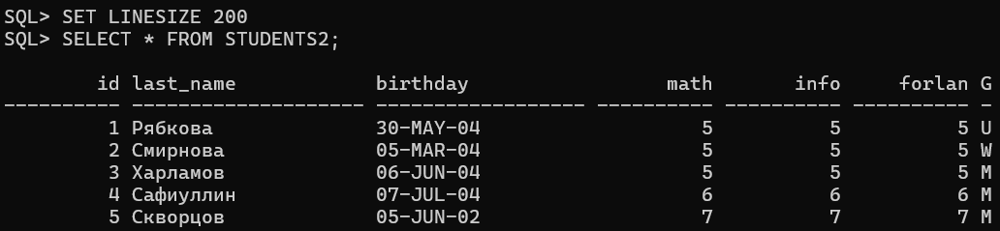 SQL> SET LINESIZE 200
SQL> SELECT * FROM STUDENTS2;
id last_name birthday math info forlan G
---------- -------------------- ------------------ ---------- ---------- ---------- -
1 Рябкова 30-MAY-04 5 5 5 U
2 Смирнова 05-MAR-04 5 5 5 W
3 Харламов 06-JUN-04 5 5 5 M
4 Сафиуллин 07-JUL-04 6 6 6 M
5 Скворцов 05-JUN-02 7 7 7 M